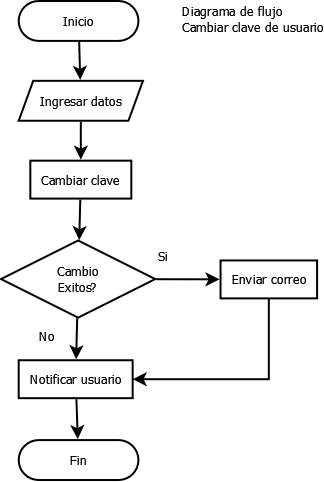 Inicio
Diagrama de flujo
Cambiar clave de usuario
Ingresar datos
Cambiar clave
Cambio
Exitos?
Si
Enviar correo
No
Notificar usuario
Fin